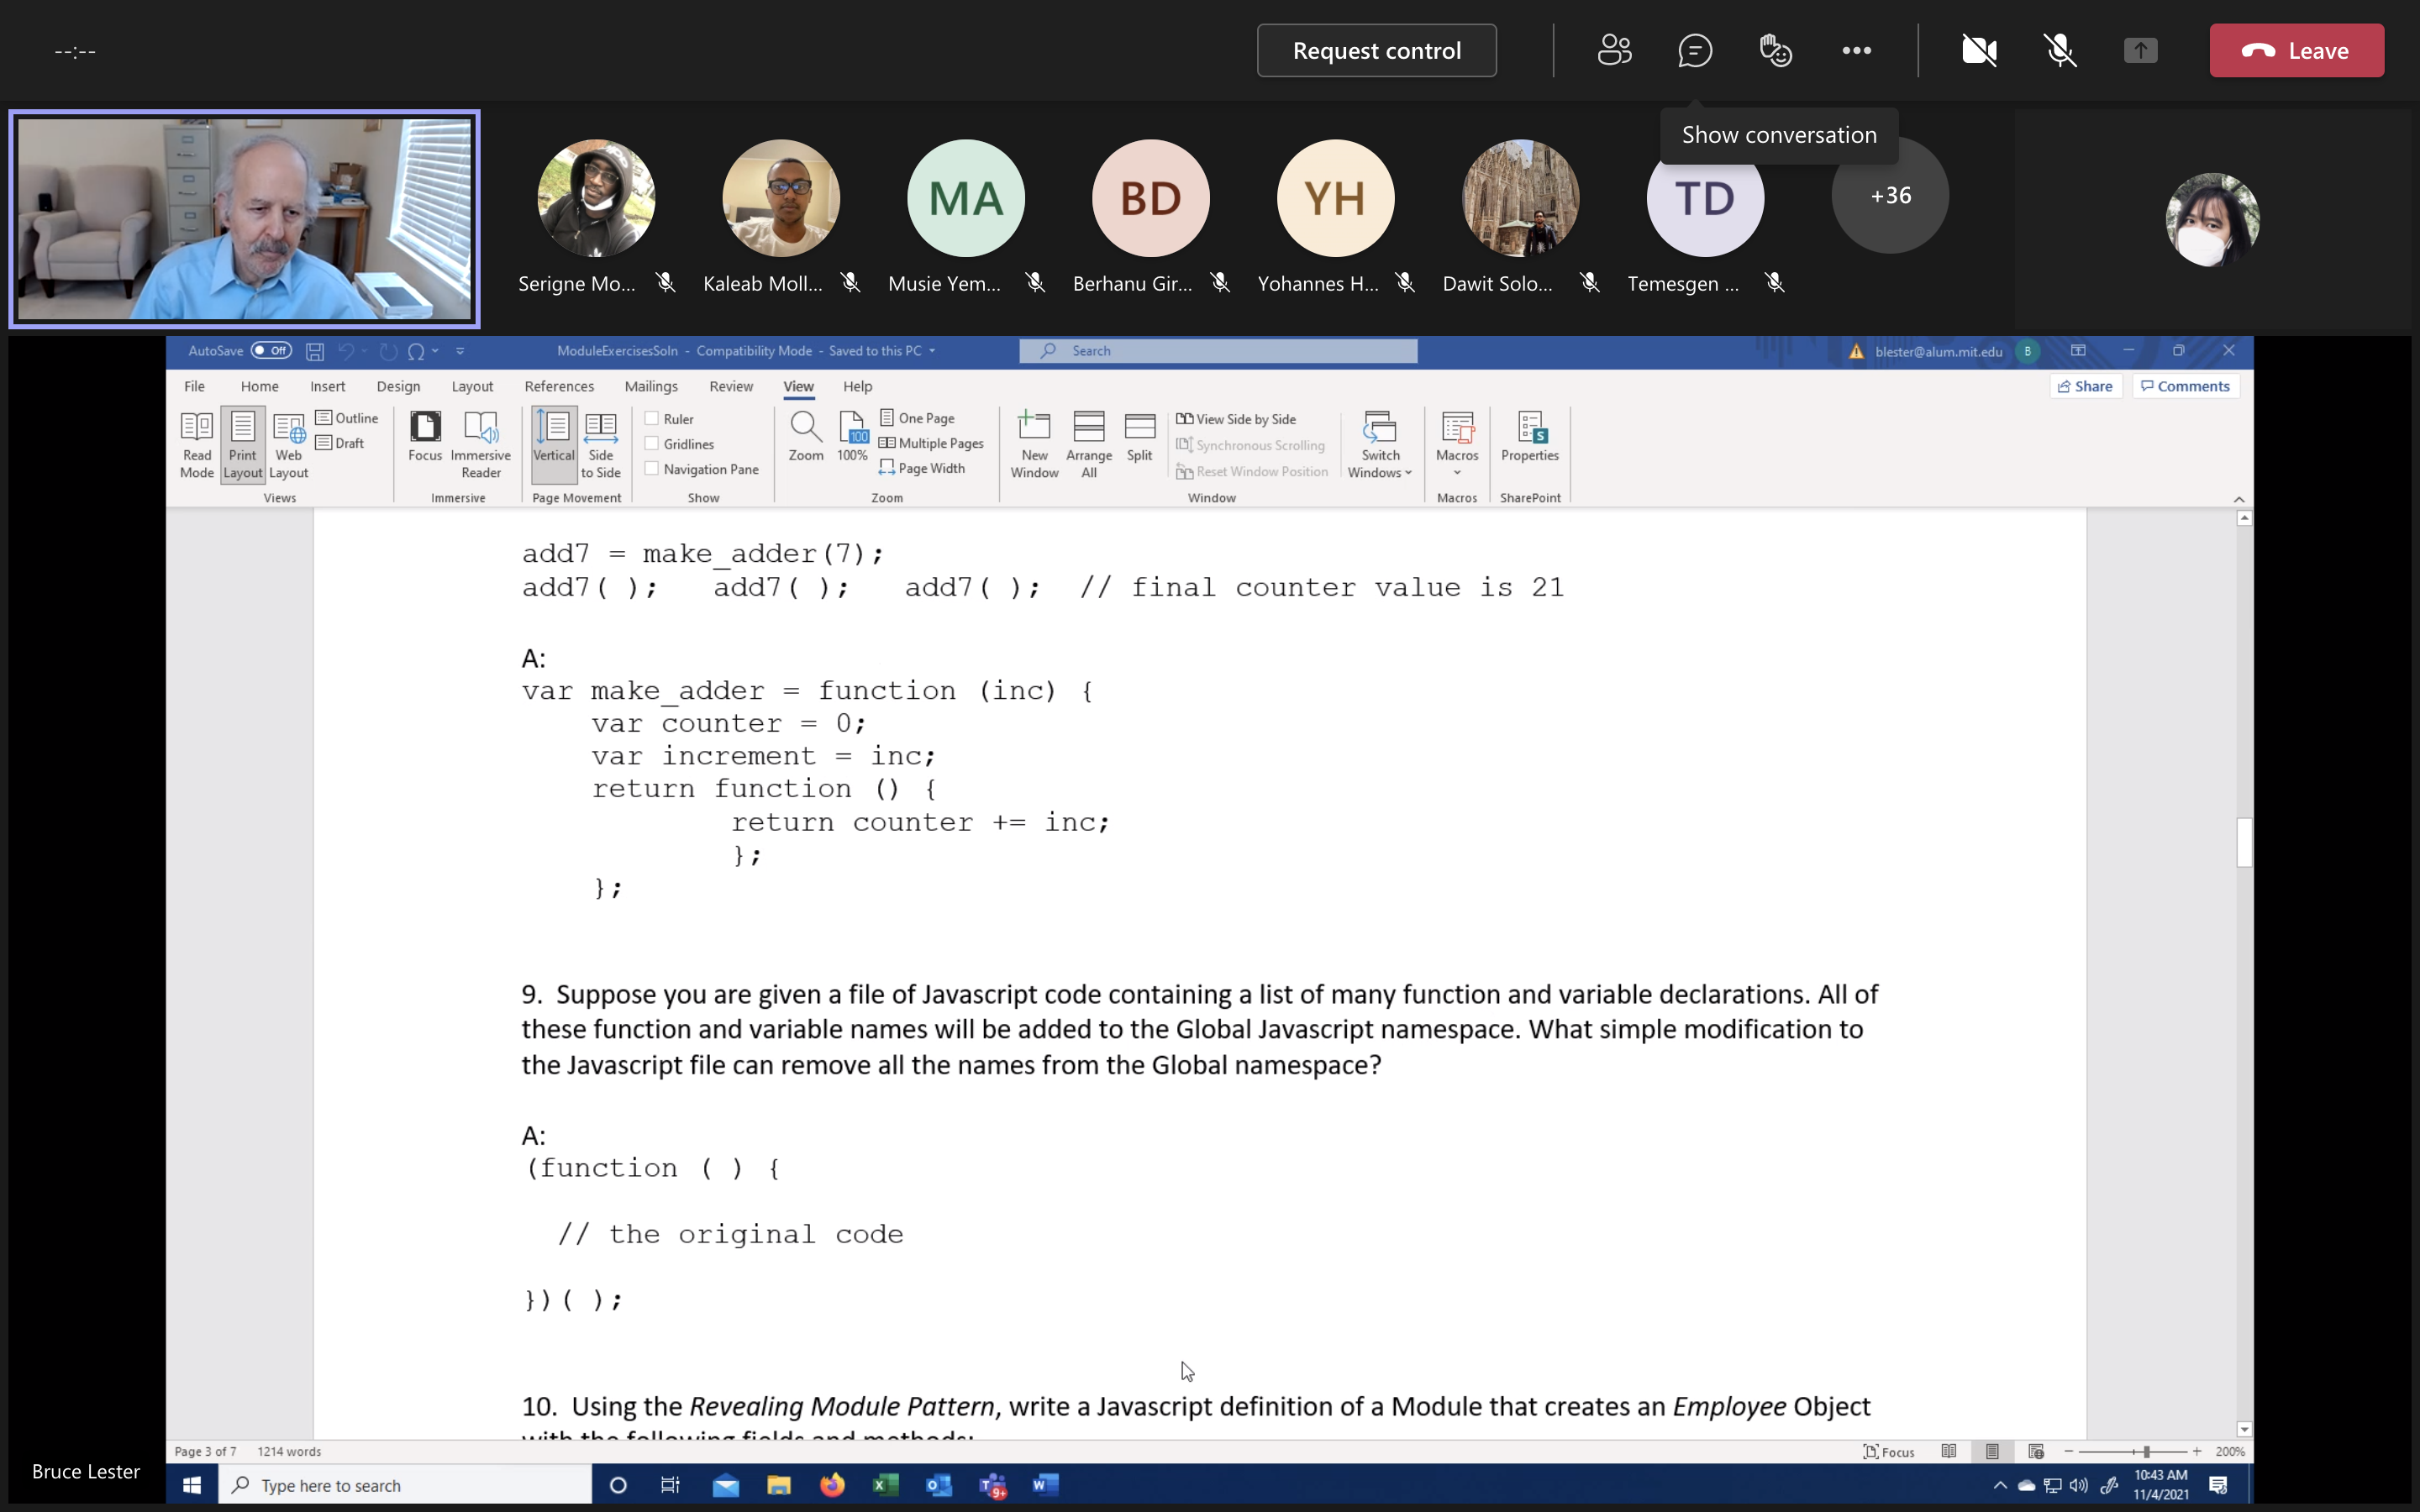 --:--
Request control
Leave
Show conversation
MA
BD
YH
TD
+36
Serigne Mo...
Kaleab Moll...
Musie Yem...
Berhanu Gir...
Yohannes H...
Dawit Solo...
Temesgen ...
AutoSave Off
ModuleExercisesSoln - Compatibility Mode - Saved to this PC
Search
blester@alum.mit.edu
B
File Home Insert Design Layout References Mailings Review View Help
Share Comments
Read Mode
Print Layout
Web Layout
Outline
Draft
Views
Focus
Immersive Reader
Immersive
Vertical
Side to Side
Page Movement
Ruler
Gridlines
Navigation Pane
Show
Zoom
100
100%
One Page
Multiple Pages
Page Width
Zoom
New Window
Arrange All
Split
View Side by Side
Synchronous Scrolling
Reset Window Position
Window
Switch Windows
Macros
Macros
S
Properties
SharePoint
add7 = make_adder(7);
add7( ); add7( ); add7( ); // final counter value is 21
A:
var make_adder = function (inc) {
var counter = 0;
var increment = inc;
return function () {
return counter += inc;
};
};
9. Suppose you are given a file of Javascript code containing a list of many function and variable declarations. All of
these function and variable names will be added to the Global Javascript namespace. What simple modification to
the Javascript file can remove all the names from the Global namespace?
A:
(function ( ) {
// the original code
})( );
10. Using the Revealing Module Pattern, write a Javascript definition of a Module that creates an Employee Object
with the following fields and methods:
Page 3 of 7 1214 words
Focus
200%
Bruce Lester
Type here to search
9+
10:43 AM
11/4/2021